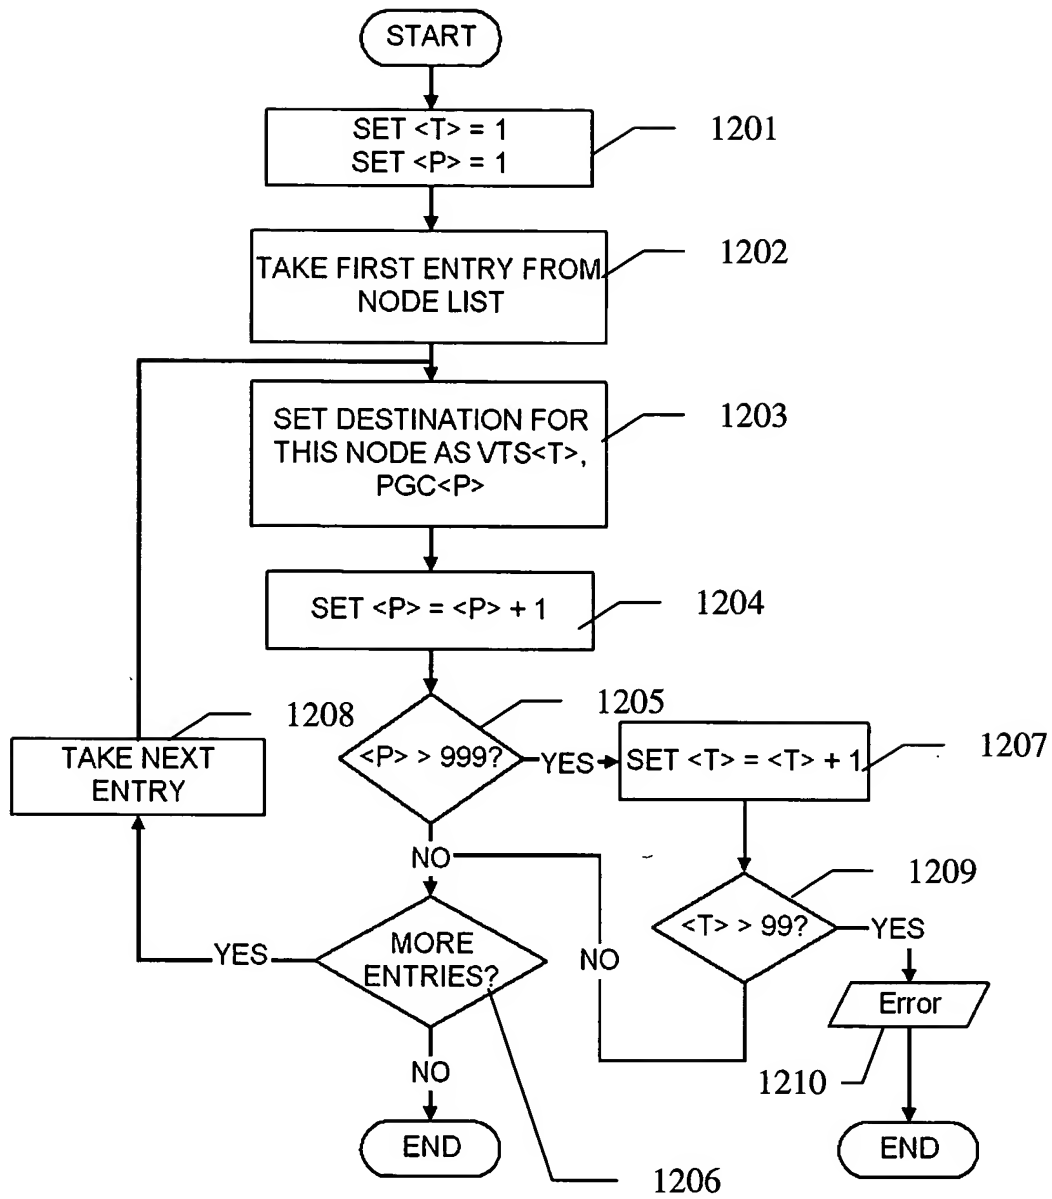 START
SET <T> = 1
SET <P> = 1
1201
TAKE FIRST ENTRY FROM
NODE LIST
1202
SET DESTINATION FOR
THIS NODE AS VTS<T>,
PGC<P>
1203
SET <P> = <P> + 1
1204
<P> > 999?
1205
YES
SET <T> = <T> + 1
1207
TAKE NEXT
ENTRY
1208
NO
<T> > 99?
1209
YES
NO
MORE
ENTRIES?
YES
1206
NO
END
Error
1210
END